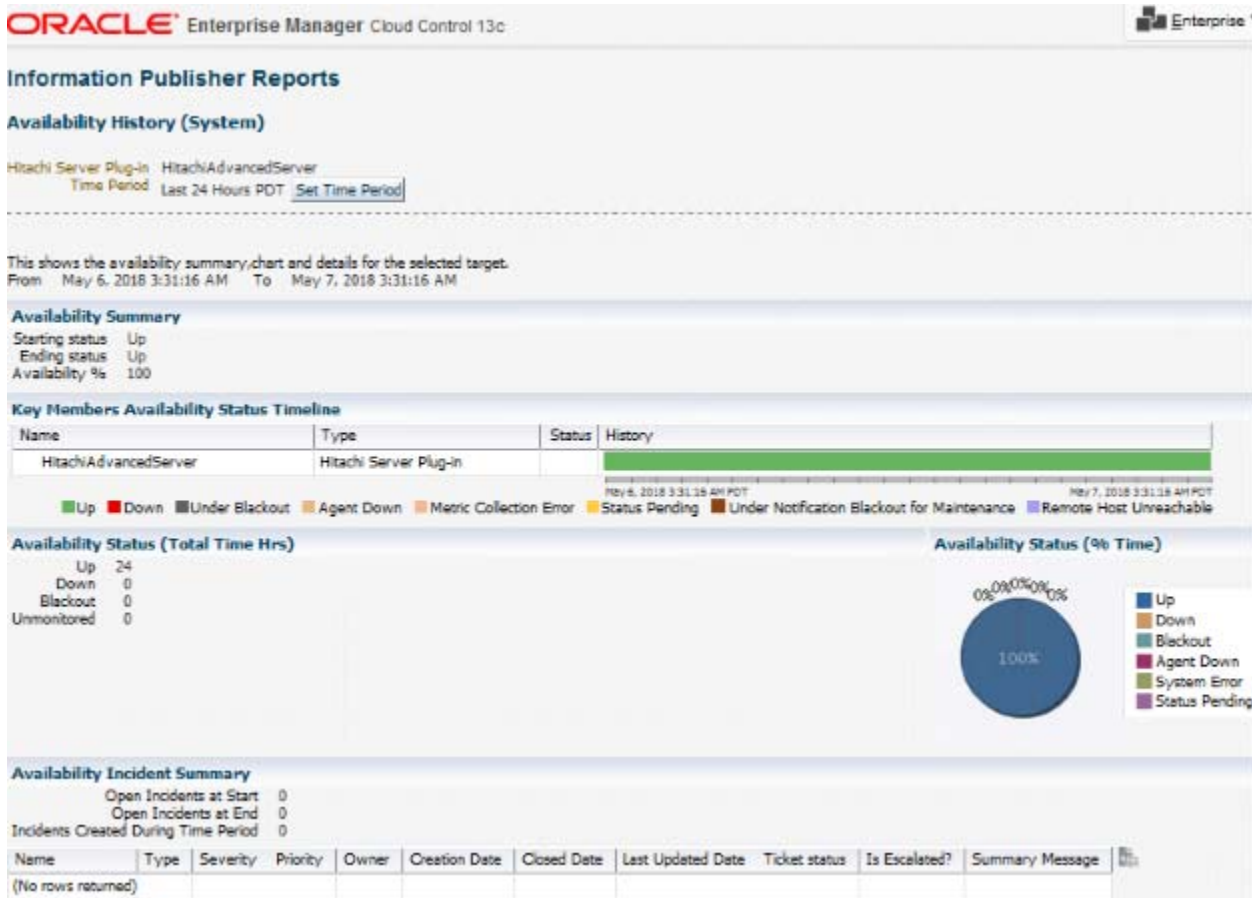 ORACLE Enterprise Manager Cloud Control 13c
Enterprise
Information Publisher Reports
Availability History (System)
Hitachi Server Plug-in HitachiAdvancedServer
Time Period Last 24 Hours PDT Set Time Period
This shows the availability summary,chart and details for the selected target.
From May 6, 2018 3:31:16 AM To May 7, 2018 3:31:16 AM
Availability Summary
Starting status Up
Ending status Up
Availability % 100
Key Members Availability Status Timeline
Name Type Status History
HitachiAdvancedServer Hitachi Server Plug-in
May 6, 2018 3:31:16 AM PDT May 7, 2018 3:31:16 AM PDT
Up Down Under Blackout Agent Down Metric Collection Error Status Pending Under Notification Blackout for Maintenance Remote Host Unreachable
Availability Status (Total Time Hrs)
Up 24
Down 0
Blackout 0
Unmonitored 0
Availability Status (% Time)
0% 0% 0% 0% 0%
100%
Up
Down
Blackout
Agent Down
System Error
Status Pending
Availability Incident Summary
Open Incidents at Start 0
Open Incidents at End 0
Incidents Created During Time Period 0
Name Type Severity Priority Owner Creation Date Closed Date Last Updated Date Ticket status Is Escalated? Summary Message
(No rows returned)